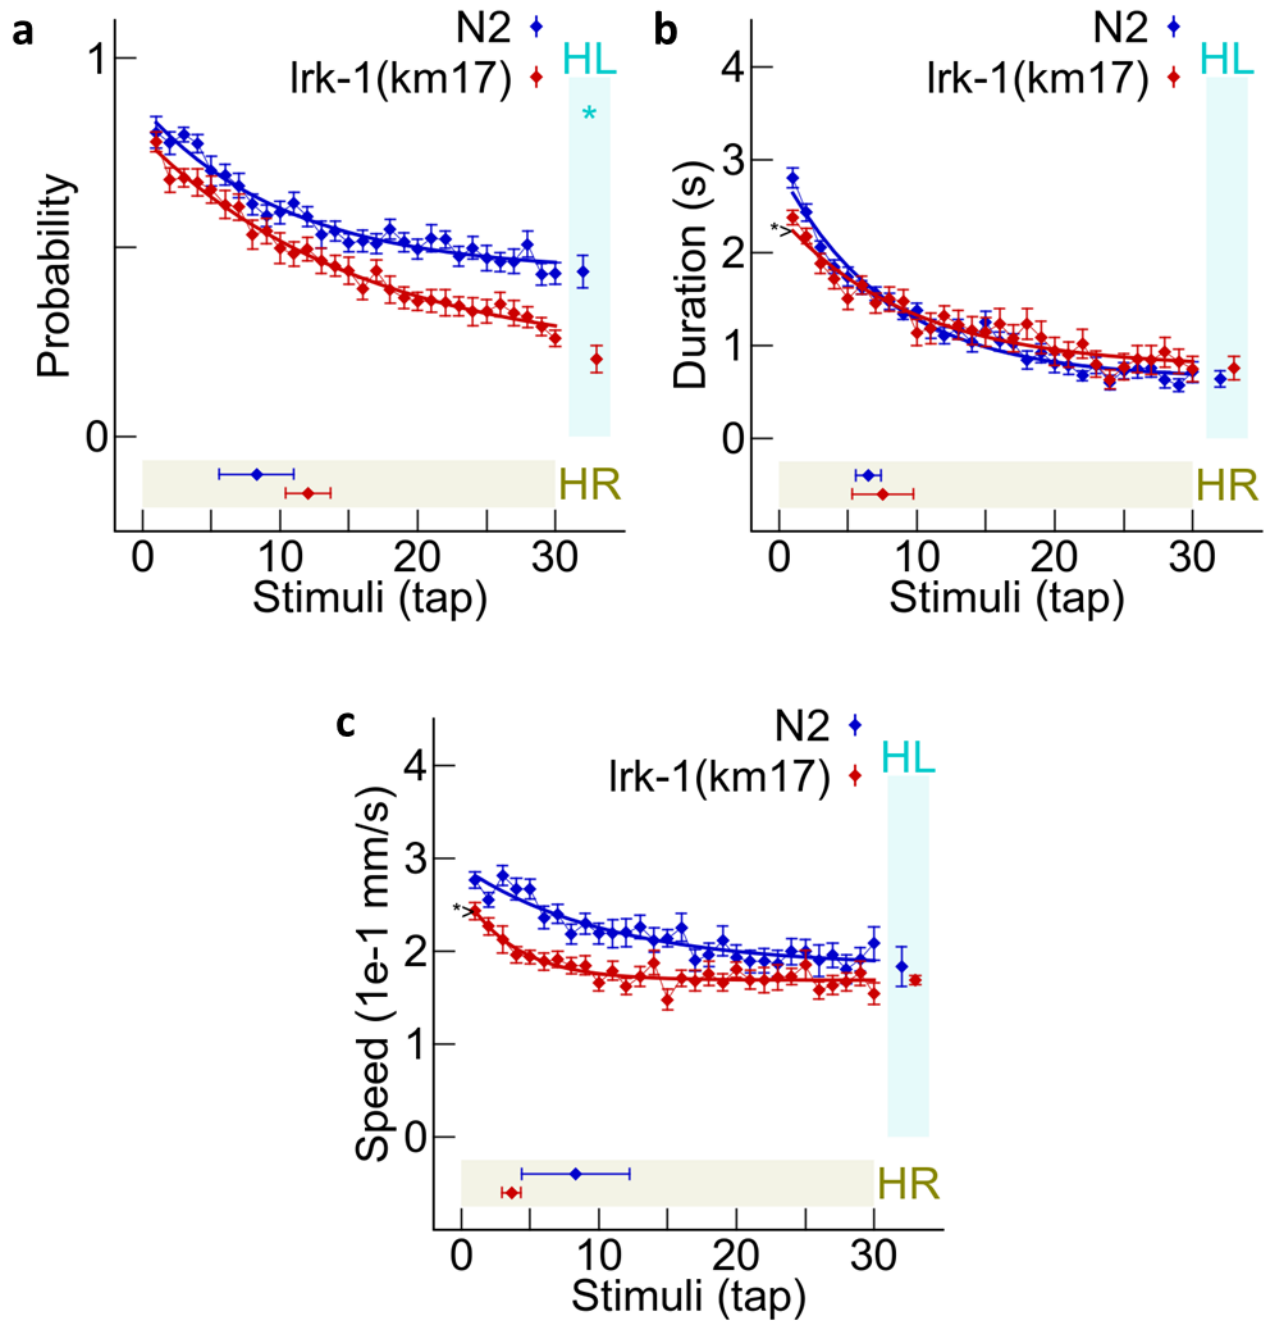 a
N2
lrk-1(km17)
HL
*
1
Probability
0
HR
0
10
20
30
Stimuli (tap)
b
N2
lrk-1(km17)
HL
4
3
*>
2
Duration (s)
1
0
HR
0
10
20
30
Stimuli (tap)
c
N2
lrk-1(km17)
HL
4
3
*>
2
Speed (1e-1 mm/s)
1
0
HR
0
10
20
30
Stimuli (tap)